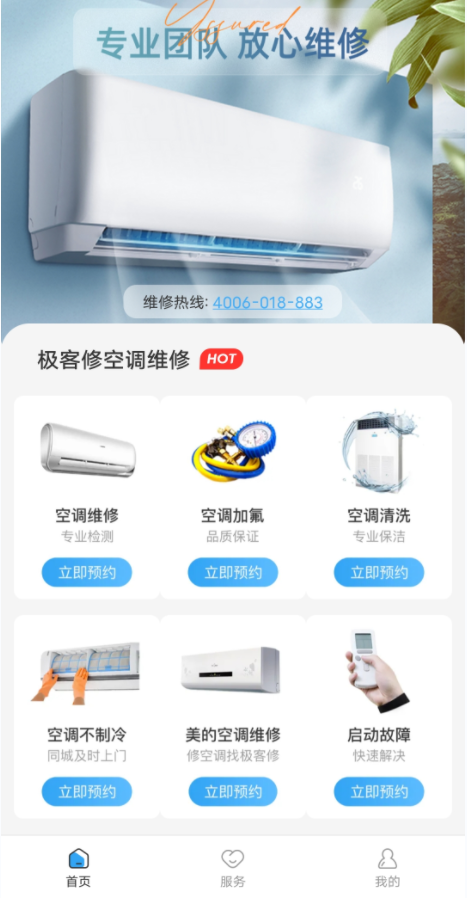 Assured
专业团队 放心维修
维修热线: 4006-018-883
极客修空调维修 HOT
空调维修 空调加氟 空调清洗
专业检测 品质保证 专业保洁
立即预约 立即预约 立即预约
空调不制冷 美的空调维修 启动故障
同城及时上门 修空调找极客修 快速解决
立即预约 立即预约 立即预约
首页 服务 我的